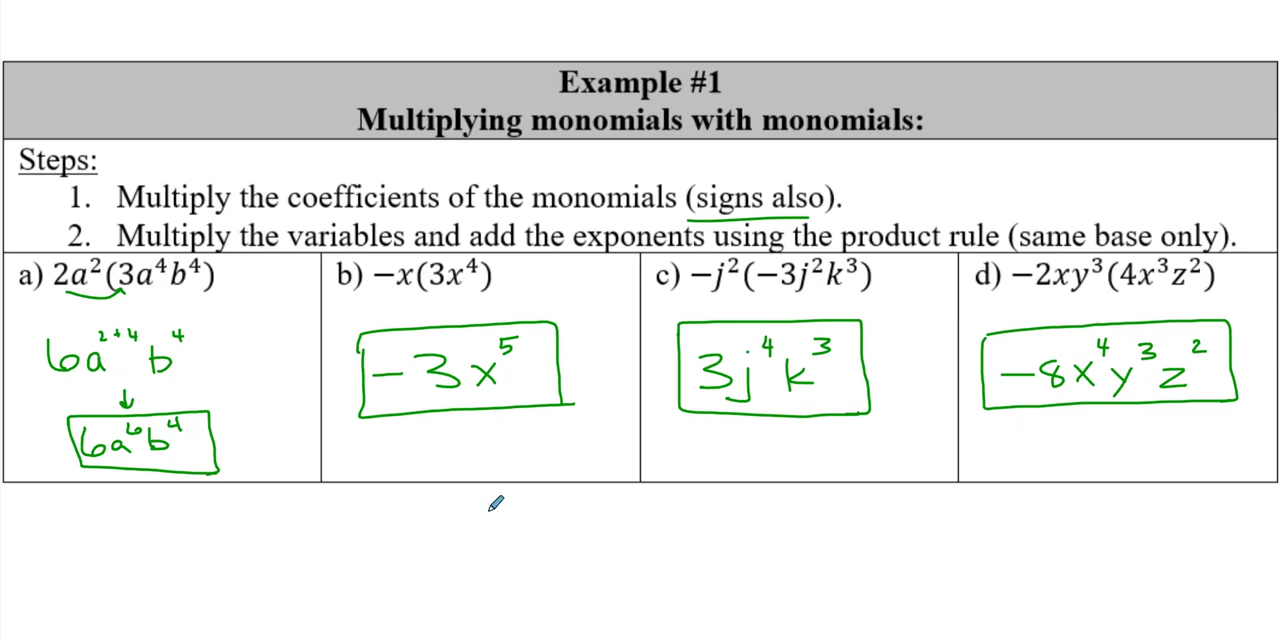 Example #1
Multiplying monomials with monomials:
Steps:
1. Multiply the coefficients of the monomials (signs also).
2. Multiply the variables and add the exponents using the product rule (same base only).
a) 2a²(3a⁴b⁴)
6a²⁺⁴b⁴
↓
6a⁶b⁴
b) −x(3x⁴)
−3x⁵
c) −j²(−3j²k³)
3j⁴k³
d) −2xy³(4x³z²)
−8x⁴y³z²